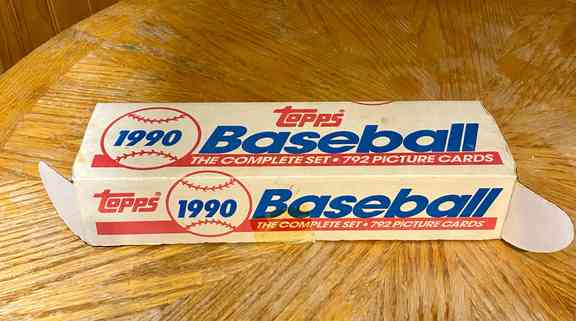 Topps
1990 Baseball
THE COMPLETE SET • 792 PICTURE CARDS
Topps 1990 Baseball
THE COMPLETE SET • 792 PICTURE CARDS